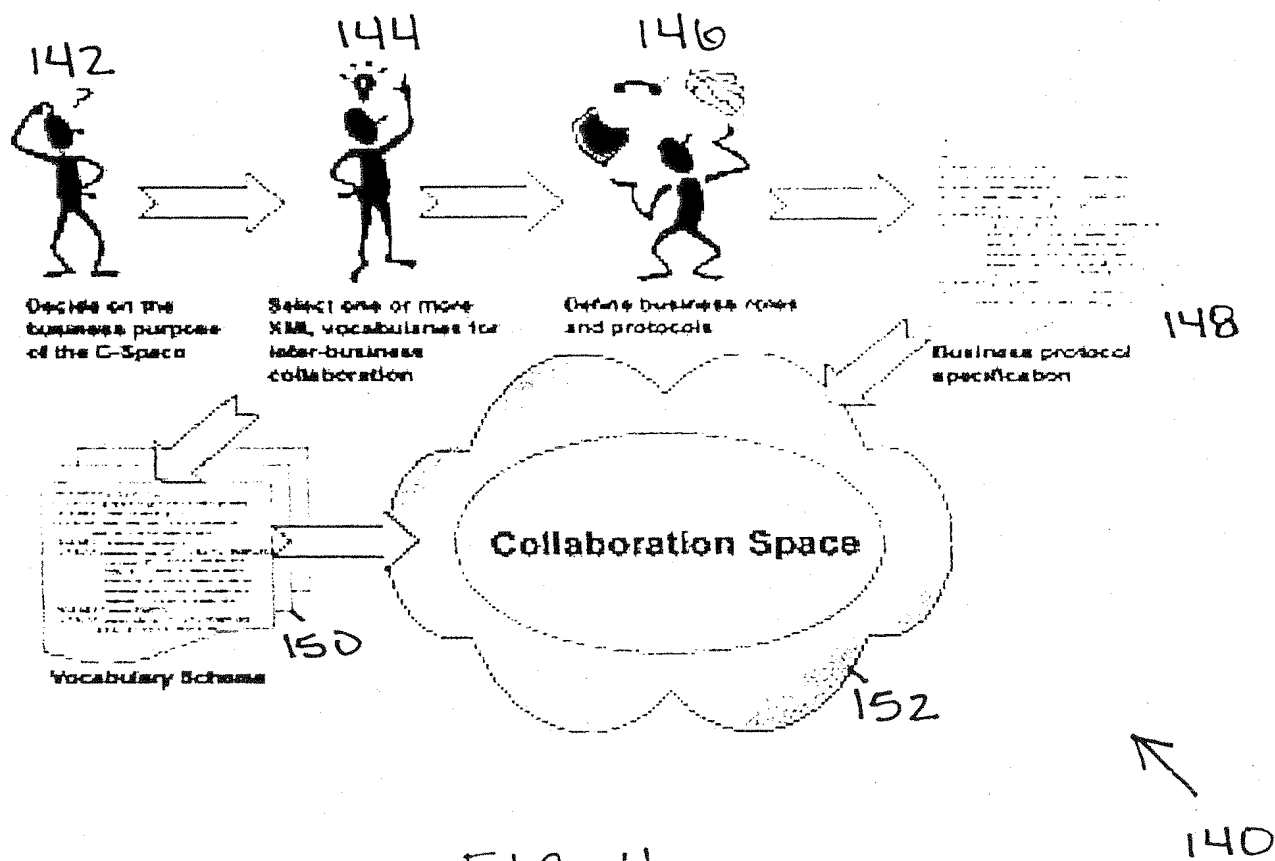 142
144
146
Decide on the
business purpose
of the C-Space
Select one or more
XML vocabularies for
inter-business
collaboration
Define business roles
and protocols
148
Business protocol
specification
Collaboration Space
150
Vocabulary Schema
152
140